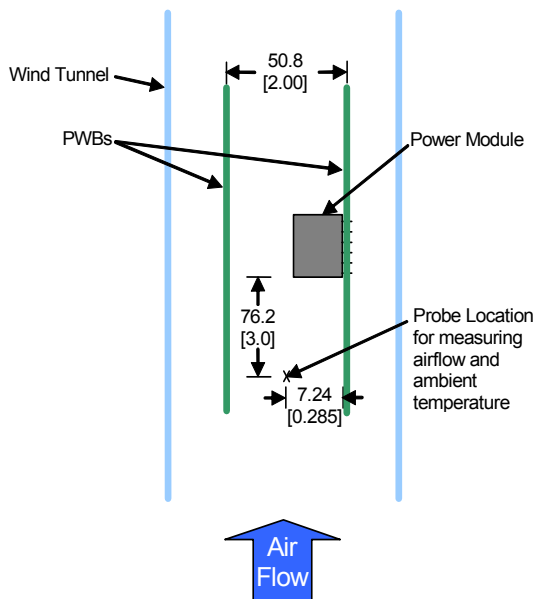 50.8
[2.00]
Wind Tunnel
PWBs
Power Module
76.2
[3.0]
Probe Location
for measuring
airflow and
ambient
temperature
x
7.24
[0.285]
Air
Flow